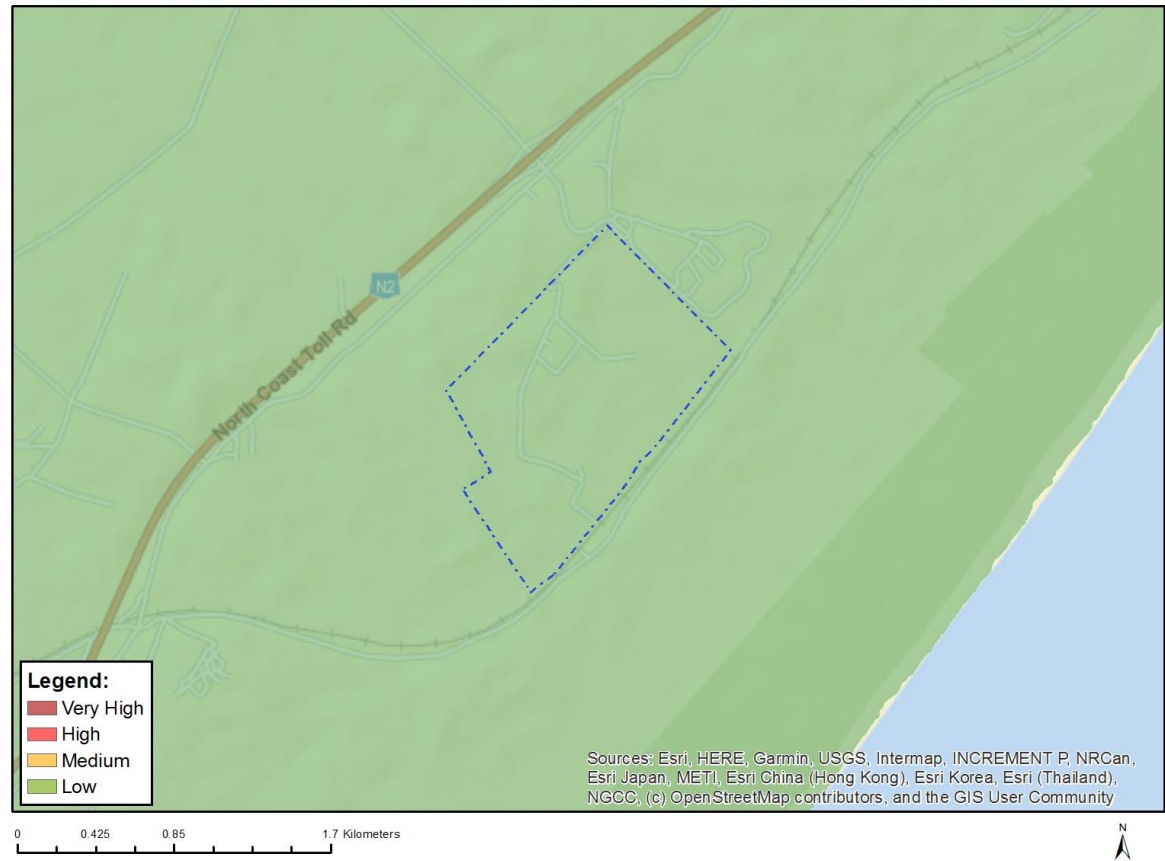 N2
North Coast Toll Rd
Legend:
Very High
High
Medium
Low
Sources: Esri, HERE, Garmin, USGS, Intermap, INCREMENT P, NRCan,
Esri Japan, METI, Esri China (Hong Kong), Esri Korea, Esri (Thailand),
NGCC, (c) OpenStreetMap contributors, and the GIS User Community
0 0.425 0.85 1.7 Kilometers
N